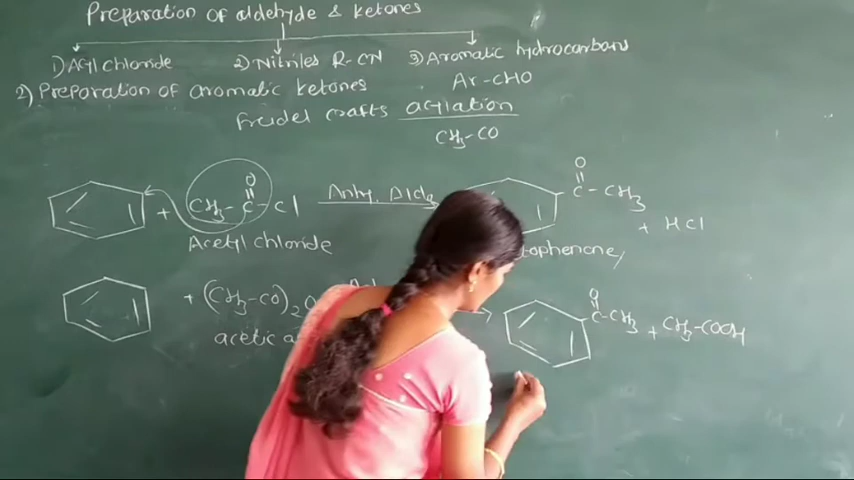 Preparation of aldehyde & ketones
1) Acyl chloride 2) Nitriles R-CN 3) Aromatic hydrocarbons
2) Preparation of aromatic ketones Ar-CHO
Freidel crafts acylation
CH3-CO
O O
+ CH3-C-Cl Anhy. AlCl3 C-CH3
+ HCl
Acetyl chloride
+ (CH3-CO)2O O
C-CH3 + CH3-COOH
acetic